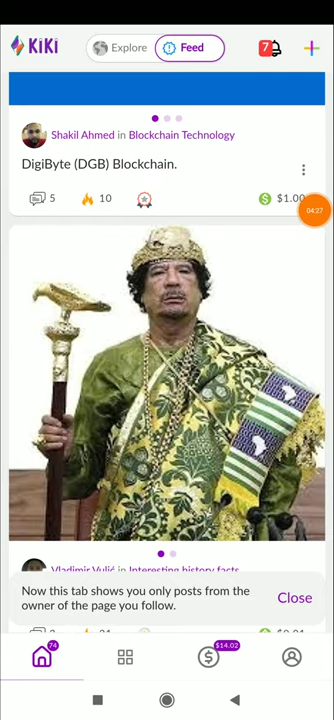 KiKi
Explore
Feed
7
Shakil Ahmed in Blockchain Technology
DigiByte (DGB) Blockchain.
5
10
$1.00
04:27
Vladimir Vulić in Interesting history facts
Now this tab shows you only posts from the
owner of the page you follow.
Close
74
$14.02